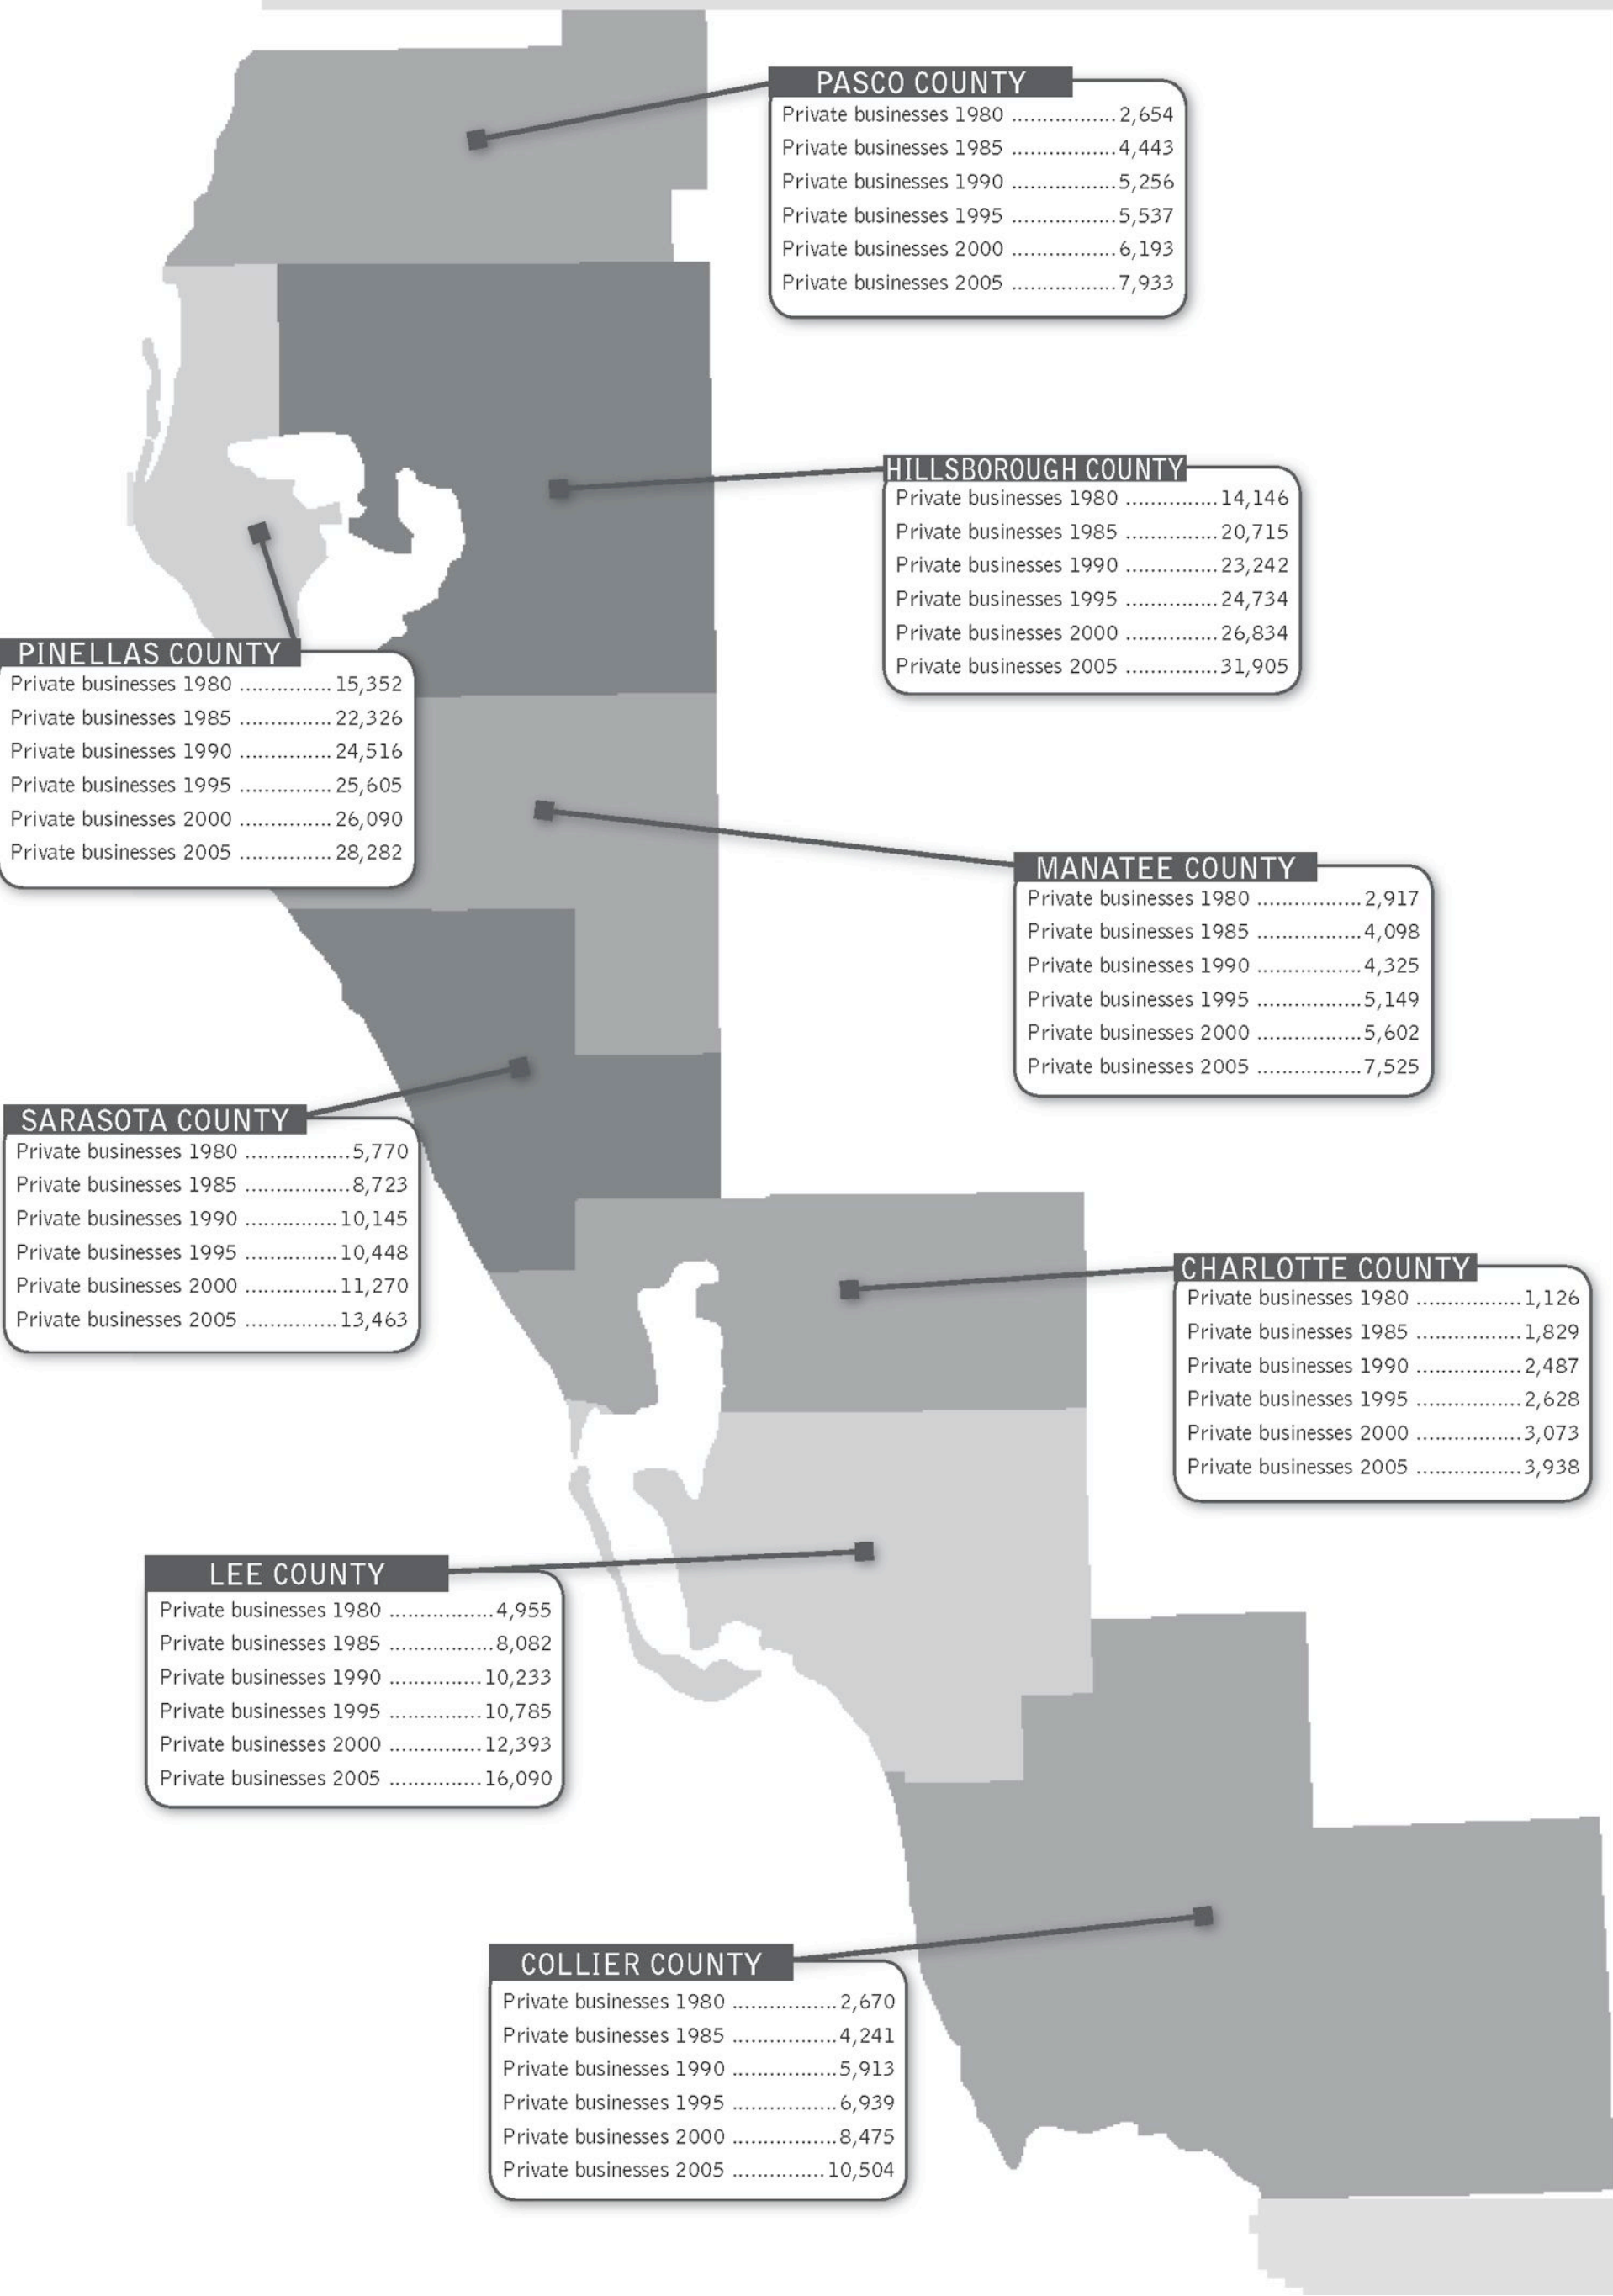 PASCO COUNTY
Private businesses 1980 .................2,654
Private businesses 1985 .................4,443
Private businesses 1990 .................5,256
Private businesses 1995 .................5,537
Private businesses 2000 .................6,193
Private businesses 2005 .................7,933
HILLSBOROUGH COUNTY
Private businesses 1980 ...............14,146
Private businesses 1985 ...............20,715
Private businesses 1990 ...............23,242
Private businesses 1995 ...............24,734
Private businesses 2000 ...............26,834
Private businesses 2005 ...............31,905
PINELLAS COUNTY
Private businesses 1980 ...............15,352
Private businesses 1985 ...............22,326
Private businesses 1990 ...............24,516
Private businesses 1995 ...............25,605
Private businesses 2000 ...............26,090
Private businesses 2005 ...............28,282
MANATEE COUNTY
Private businesses 1980 .................2,917
Private businesses 1985 .................4,098
Private businesses 1990 .................4,325
Private businesses 1995 .................5,149
Private businesses 2000 .................5,602
Private businesses 2005 .................7,525
SARASOTA COUNTY
Private businesses 1980 .................5,770
Private businesses 1985 .................8,723
Private businesses 1990 ...............10,145
Private businesses 1995 ...............10,448
Private businesses 2000 ...............11,270
Private businesses 2005 ...............13,463
CHARLOTTE COUNTY
Private businesses 1980 .................1,126
Private businesses 1985 .................1,829
Private businesses 1990 .................2,487
Private businesses 1995 .................2,628
Private businesses 2000 .................3,073
Private businesses 2005 .................3,938
LEE COUNTY
Private businesses 1980 .................4,955
Private businesses 1985 .................8,082
Private businesses 1990 ...............10,233
Private businesses 1995 ...............10,785
Private businesses 2000 ...............12,393
Private businesses 2005 ...............16,090
COLLIER COUNTY
Private businesses 1980 .................2,670
Private businesses 1985 .................4,241
Private businesses 1990 .................5,913
Private businesses 1995 .................6,939
Private businesses 2000 .................8,475
Private businesses 2005 ...............10,504